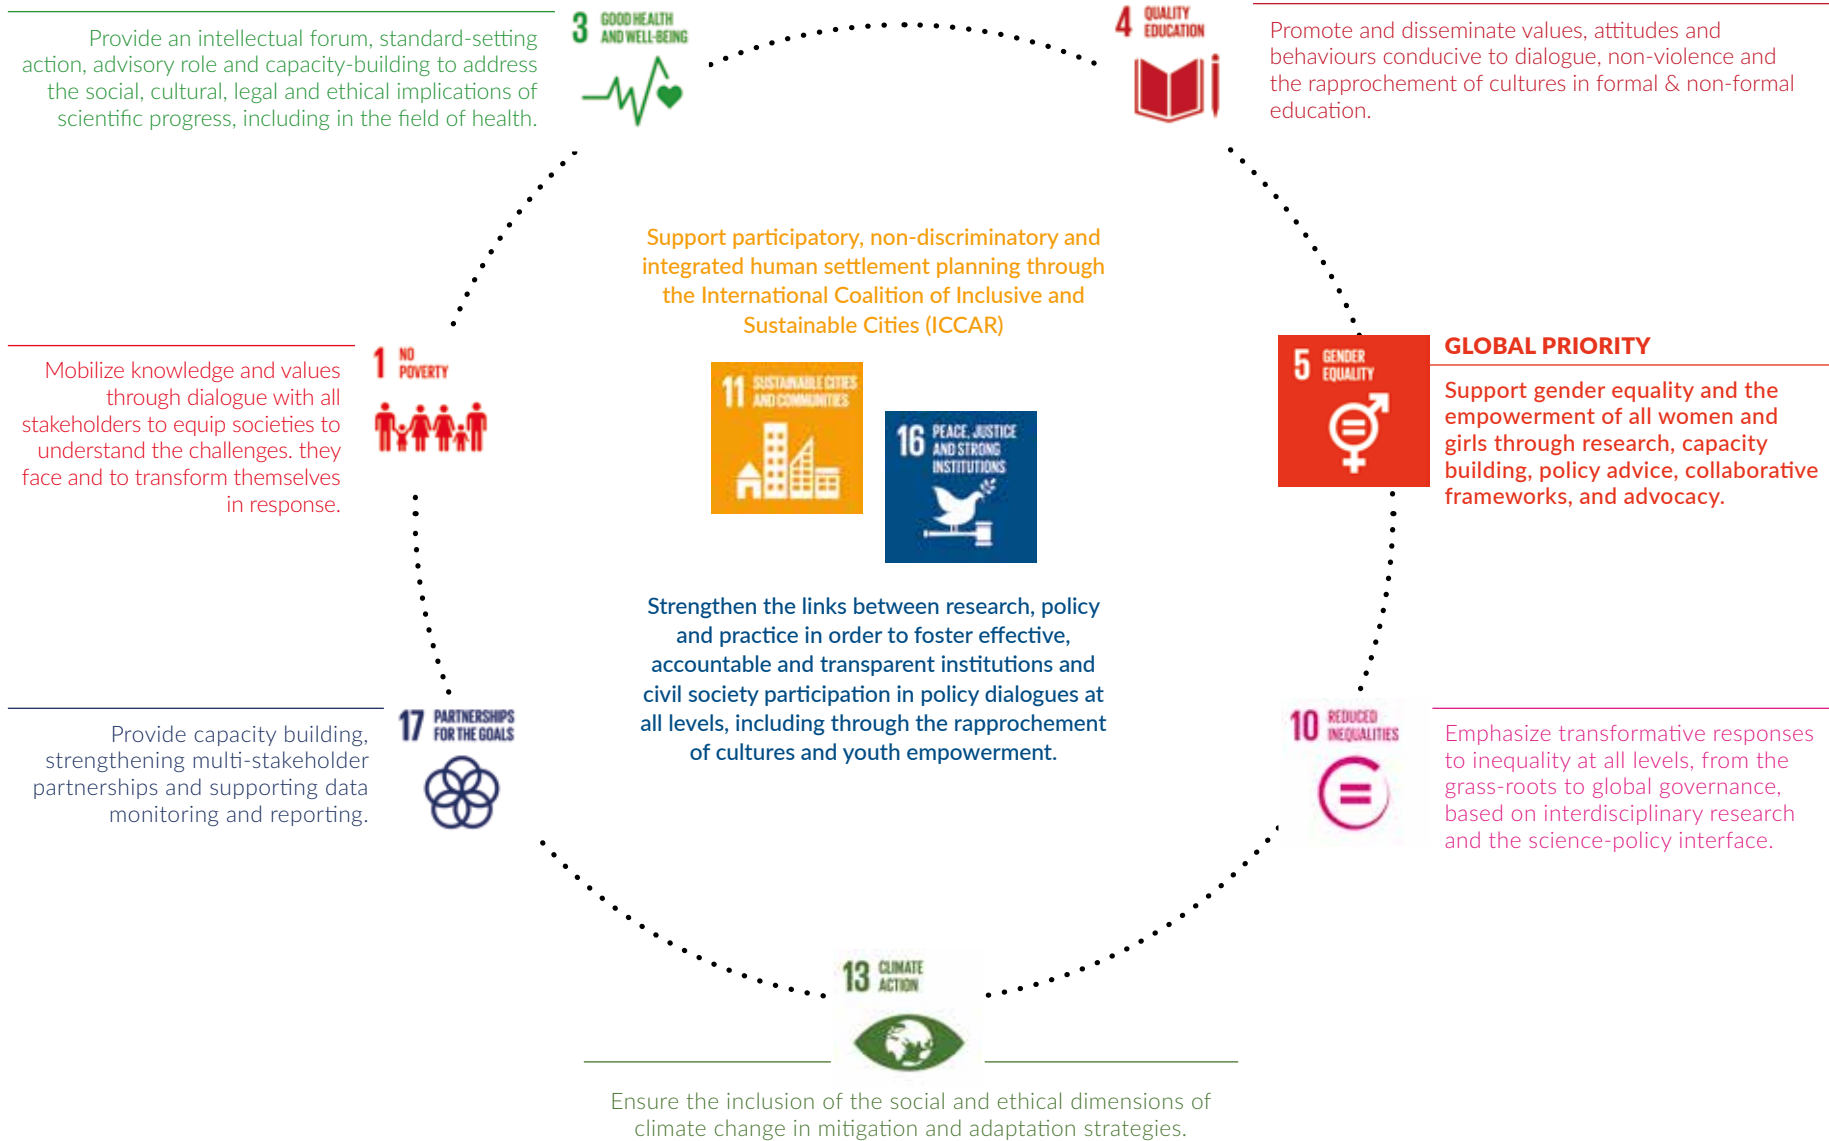 3 GOOD HEALTH
AND WELL-BEING
Provide an intellectual forum, standard-setting
action, advisory role and capacity-building to address
the social, cultural, legal and ethical implications of
scientific progress, including in the field of health.
4 QUALITY
EDUCATION
Promote and disseminate values, attitudes and
behaviours conducive to dialogue, non-violence and
the rapprochement of cultures in formal & non-formal
education.
Support participatory, non-discriminatory and
integrated human settlement planning through
the International Coalition of Inclusive and
Sustainable Cities (ICCAR)
1 NO
POVERTY
Mobilize knowledge and values
through dialogue with all
stakeholders to equip societies to
understand the challenges. they
face and to transform themselves
in response.
11 SUSTAINABLE CITIES
AND COMMUNITIES
16 PEACE, JUSTICE
AND STRONG
INSTITUTIONS
5 GENDER
EQUALITY
GLOBAL PRIORITY
Support gender equality and the
empowerment of all women and
girls through research, capacity
building, policy advice, collaborative
frameworks, and advocacy.
Strengthen the links between research, policy
and practice in order to foster effective,
accountable and transparent institutions and
civil society participation in policy dialogues at
all levels, including through the rapprochement
of cultures and youth empowerment.
17 PARTNERSHIPS
FOR THE GOALS
Provide capacity building,
strengthening multi-stakeholder
partnerships and supporting data
monitoring and reporting.
10 REDUCED
INEQUALITIES
Emphasize transformative responses
to inequality at all levels, from the
grass-roots to global governance,
based on interdisciplinary research
and the science-policy interface.
13 CLIMATE
ACTION
Ensure the inclusion of the social and ethical dimensions of
climate change in mitigation and adaptation strategies.